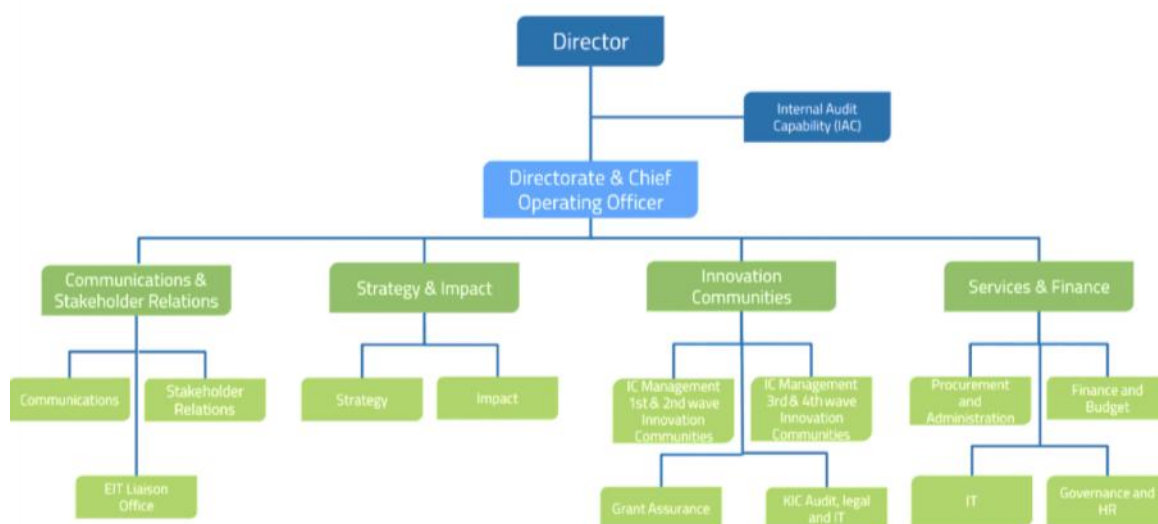 Director
Internal Audit
Capability (IAC)
Directorate & Chief
Operating Officer
Communications &
Stakeholder Relations
Strategy & Impact
Innovation
Communities
Services & Finance
Communications
Stakeholder
Relations
Strategy
Impact
IC Management
1st & 2nd wave
Innovation
Communities
IC Management
3rd & 4th wave
Innovation
Communities
Procurement
and
Administration
Finance and
Budget
EIT Liaison
Office
Grant Assurance
KIC Audit, legal
and IT
IT
Governance and
HR